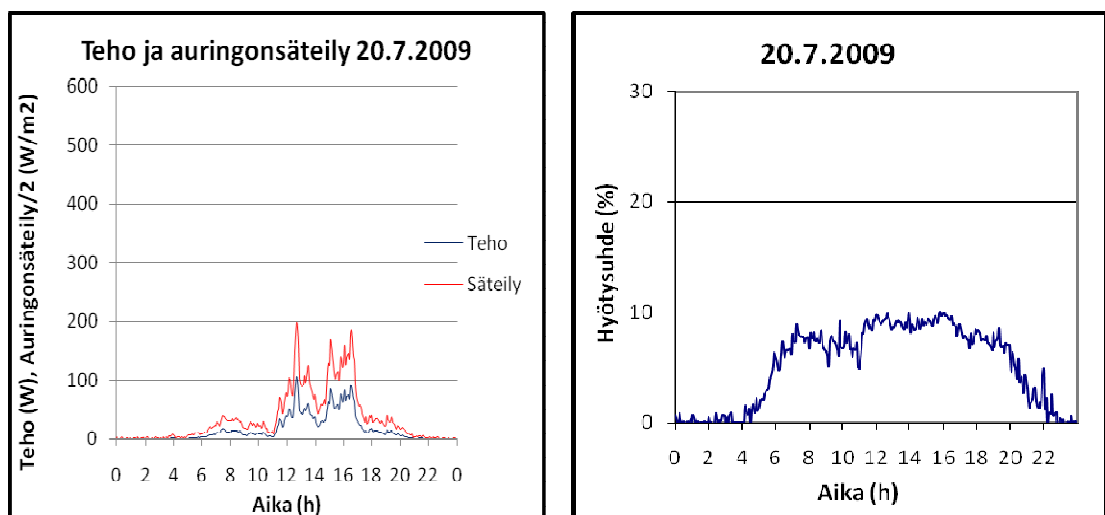 Teho ja auringonsäteily 20.7.2009
Teho (W), Auringonsäteily/2 (W/m2)
600
500
400
300
200
100
0
Teho
Säteily
0 2 4 6 8 10 12 14 16 18 20 22 0
Aika (h)
20.7.2009
Hyötysuhde (%)
30
20
10
0
0 2 4 6 8 10 12 14 16 18 20 22
Aika (h)